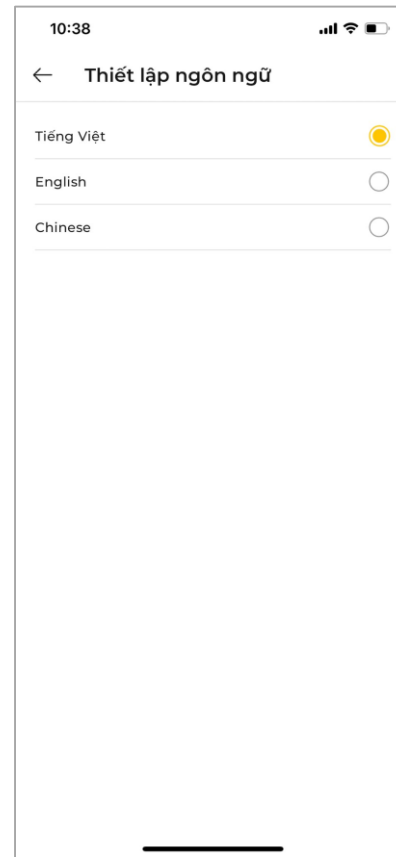 10:38
Thiết lập ngôn ngữ
Tiếng Việt
English
Chinese